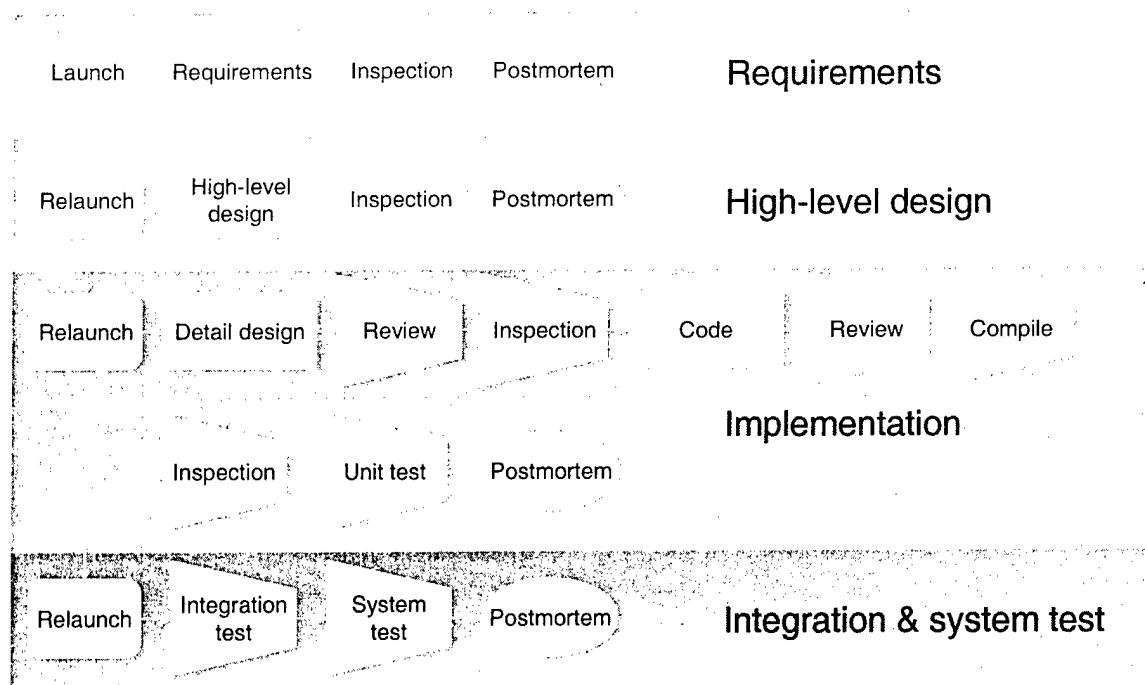 Launch Requirements Inspection Postmortem Requirements
Relaunch High-level design Inspection Postmortem High-level design
Relaunch Detail design Review Inspection Code Review Compile
Implementation
Inspection Unit test Postmortem
Relaunch Integration test System test Postmortem Integration & system test